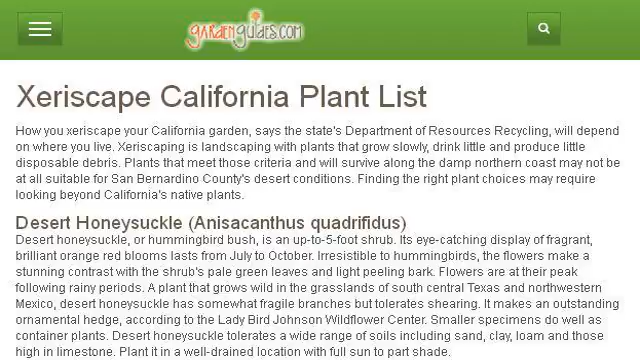 gardenguides.com
Xeriscape California Plant List
How you xeriscape your California garden, says the state's Department of Resources Recycling, will depend
on where you live. Xeriscaping is landscaping with plants that grow slowly, drink little and produce little
disposable debris. Plants that meet those criteria and will survive along the damp northern coast may not be
at all suitable for San Bernardino County's desert conditions. Finding the right plant choices may require
looking beyond California's native plants.
Desert Honeysuckle (Anisacanthus quadrifidus)
Desert honeysuckle, or hummingbird bush, is an up-to-5-foot shrub. Its eye-catching display of fragrant,
brilliant orange red blooms lasts from July to October. Irresistible to hummingbirds, the flowers make a
stunning contrast with the shrub's pale green leaves and light peeling bark. Flowers are at their peak
following rainy periods. A plant that grows wild in the grasslands of south central Texas and northwestern
Mexico, desert honeysuckle has somewhat fragile branches but tolerates shearing. It makes an outstanding
ornamental hedge, according to the Lady Bird Johnson Wildflower Center. Smaller specimens do well as
container plants. Desert honeysuckle tolerates a wide range of soils including sand, clay, loam and those
high in limestone. Plant it in a well-drained location with full sun to part shade.